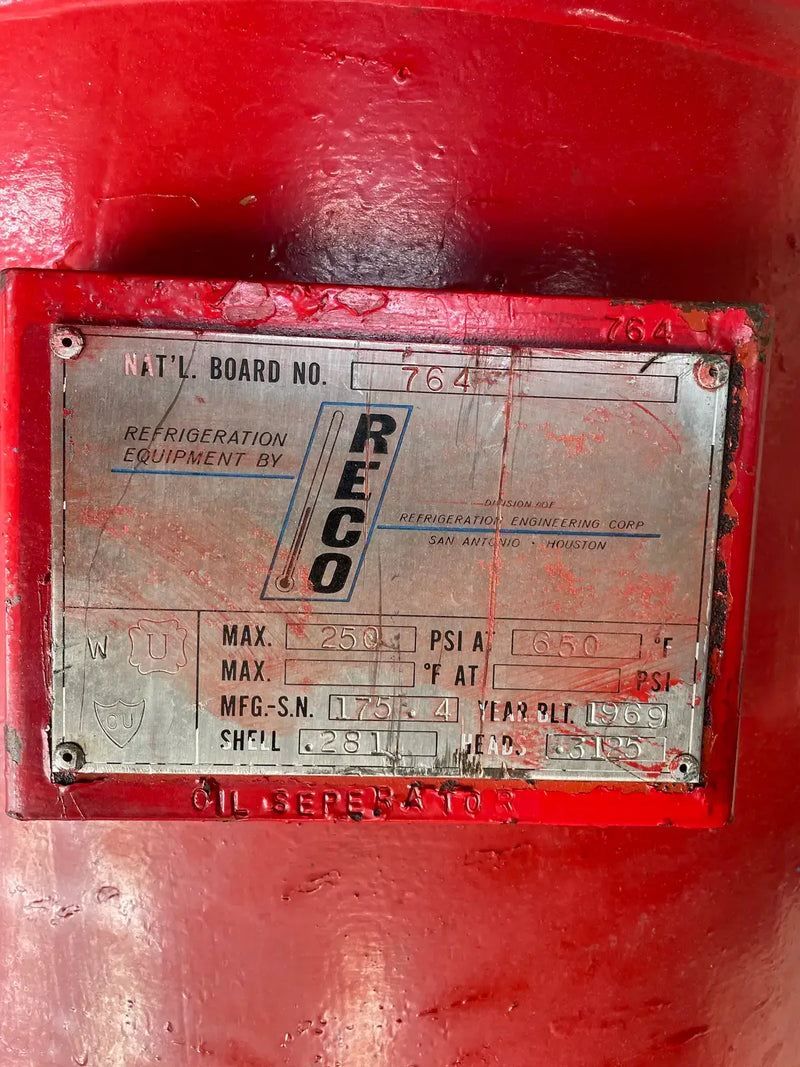 764
NAT'L. BOARD NO. 764
REFRIGERATION
EQUIPMENT BY
RECO
DIVISION OF
REFRIGERATION ENGINEERING CORP
SAN ANTONIO · HOUSTON
W U
MAX. 250 PSI AT 650 °F
MAX. °F AT PSI
MFG.-S.N. 175.4 YEAR BLT. 1969
SHELL .281 HEADS .3125
OIL SEPERATOR